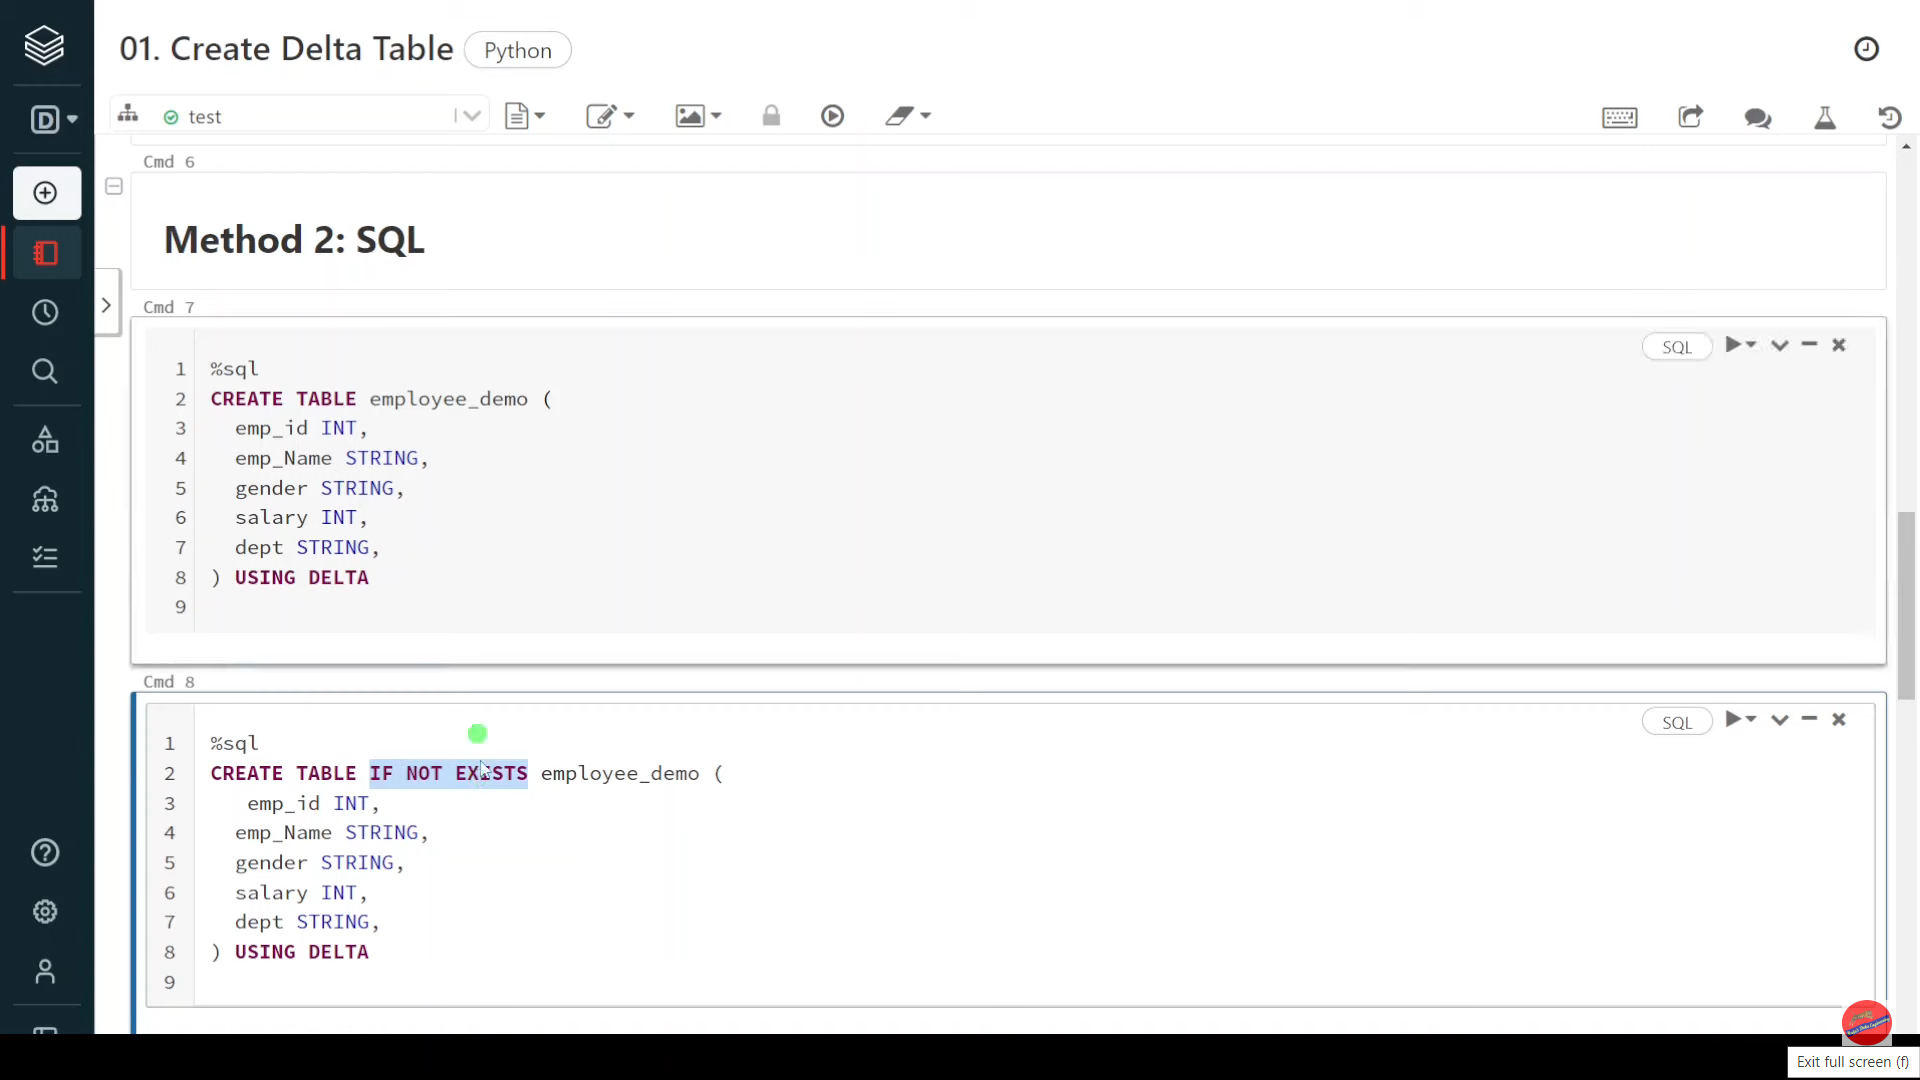 01. Create Delta Table Python
test
Cmd 6
Method 2: SQL
Cmd 7
SQL
1 %sql
2 CREATE TABLE employee_demo (
3 emp_id INT,
4 emp_Name STRING,
5 gender STRING,
6 salary INT,
7 dept STRING,
8 ) USING DELTA
9
Cmd 8
SQL
1 %sql
2 CREATE TABLE IF NOT EXISTS employee_demo (
3 emp_id INT,
4 emp_Name STRING,
5 gender STRING,
6 salary INT,
7 dept STRING,
8 ) USING DELTA
9
Exit full screen (f)